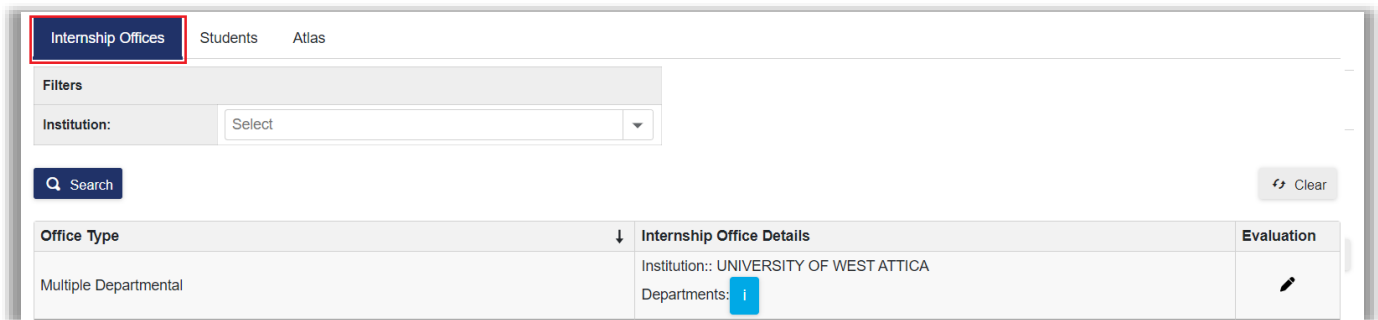 Internship Offices Students Atlas
Filters
Institution: Select
Search Clear
Office Type Internship Office Details Evaluation
Multiple Departmental
Institution:: UNIVERSITY OF WEST ATTICA
Departments: i